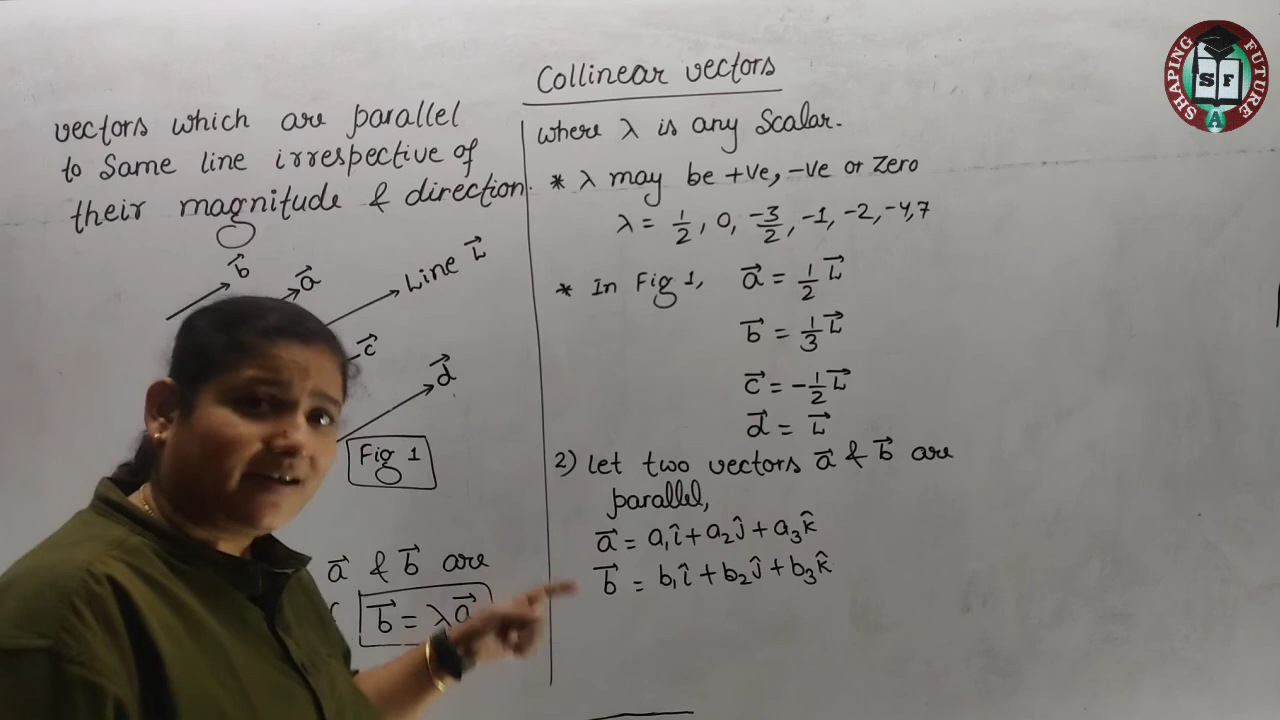 Collinear vectors
vectors which are parallel
to Same line irrespective of
their magnitude & direction.
b⃗
a⃗
Line L⃗
c⃗
d⃗
Fig 1
a⃗ & b⃗ are
b⃗ = λa⃗
where λ is any Scalar.
* λ may be +ve, -ve or Zero
λ = 1/2, 0, -3/2, -1, -2, -4, 7
* In Fig 1, a⃗ = 1/2 L⃗
b⃗ = 1/3 L⃗
c⃗ = -1/2 L⃗
d⃗ = L⃗
2) Let two vectors a⃗ & b⃗ are
parallel,
a⃗ = a₁î + a₂ĵ + a₃k̂
b⃗ = b₁î + b₂ĵ + b₃k̂
SHAPING FUTURE
S F
A